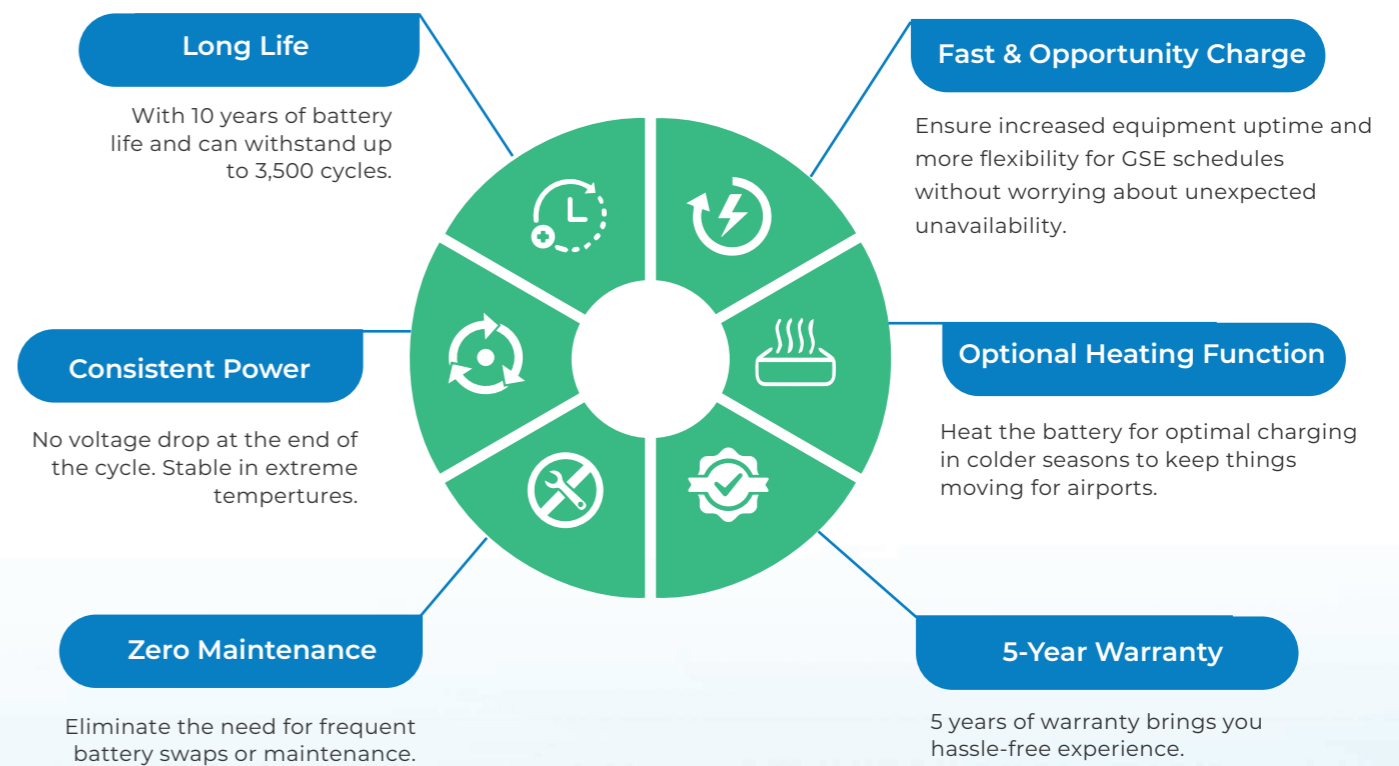 Long Life
With 10 years of battery
life and can withstand up
to 3,500 cycles.
Fast & Opportunity Charge
Ensure increased equipment uptime and
more flexibility for GSE schedules
without worrying about unexpected
unavailability.
Consistent Power
No voltage drop at the end of
the cycle. Stable in extreme
tempertures.
Optional Heating Function
Heat the battery for optimal charging
in colder seasons to keep things
moving for airports.
Zero Maintenance
Eliminate the need for frequent
battery swaps or maintenance.
5-Year Warranty
5 years of warranty brings you
hassle-free experience.